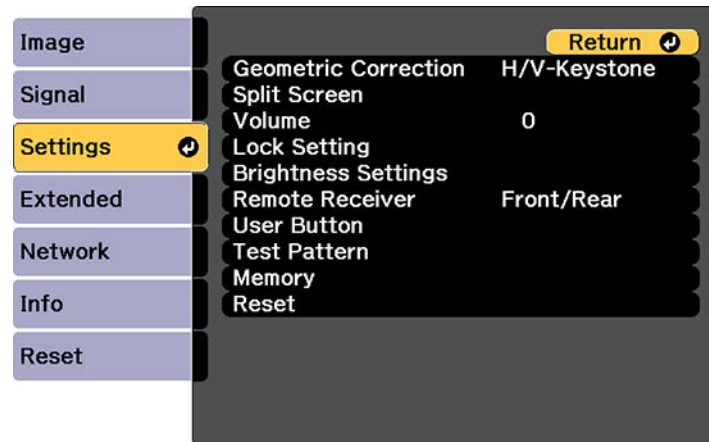 Image
Signal
Settings
Extended
Network
Info
Reset
Return
Geometric Correction H/V-Keystone
Split Screen
Volume 0
Lock Setting
Brightness Settings
Remote Receiver Front/Rear
User Button
Test Pattern
Memory
Reset